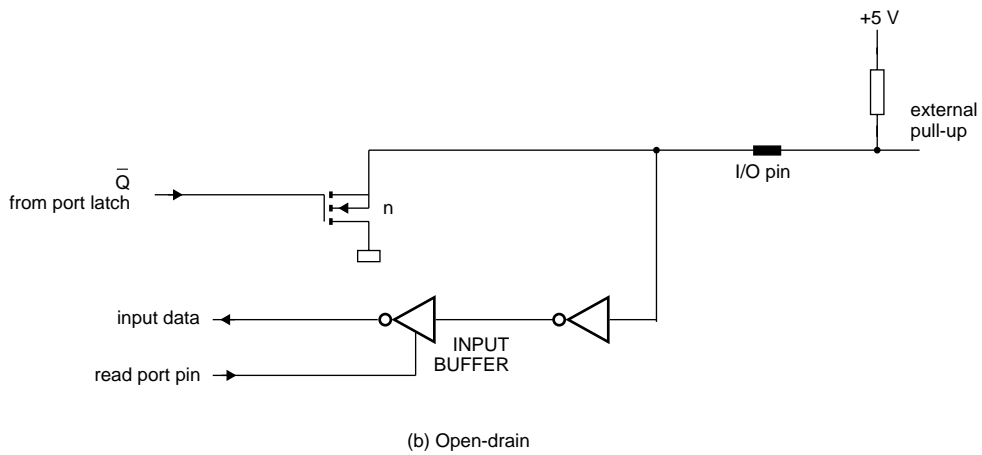 +5 V
external
pull-up
I/O pin
Q̅
from port latch
n
input data
INPUT
BUFFER
read port pin
(b) Open-drain